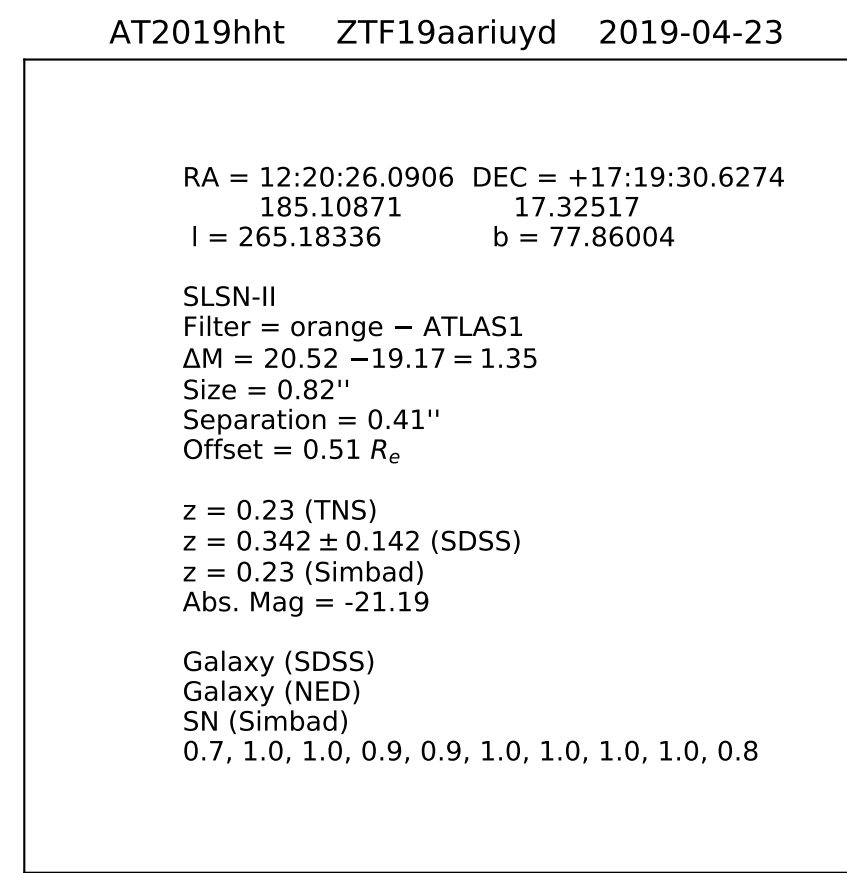 AT2019hht ZTF19aariuyd 2019-04-23
RA = 12:20:26.0906 DEC = +17:19:30.6274
185.10871 17.32517
l = 265.18336 b = 77.86004
SLSN-II
Filter = orange − ATLAS1
ΔM = 20.52 −19.17 = 1.35
Size = 0.82''
Separation = 0.41''
Offset = 0.51 Rₑ
z = 0.23 (TNS)
z = 0.342 ± 0.142 (SDSS)
z = 0.23 (Simbad)
Abs. Mag = -21.19
Galaxy (SDSS)
Galaxy (NED)
SN (Simbad)
0.7, 1.0, 1.0, 0.9, 0.9, 1.0, 1.0, 1.0, 1.0, 0.8